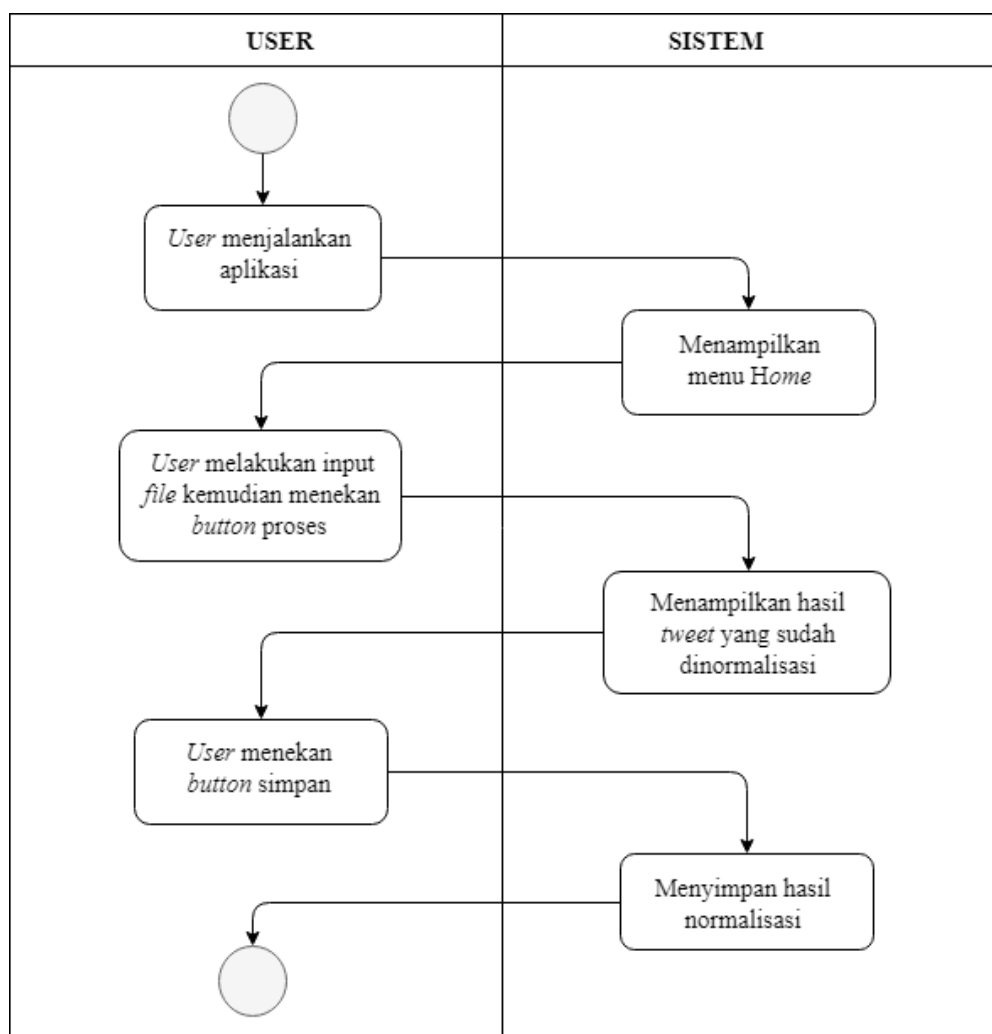 USER
SISTEM
User menjalankan
aplikasi
Menampilkan
menu Home
User melakukan input
file kemudian menekan
button proses
Menampilkan hasil
tweet yang sudah
dinormalisasi
User menekan
button simpan
Menyimpan hasil
normalisasi